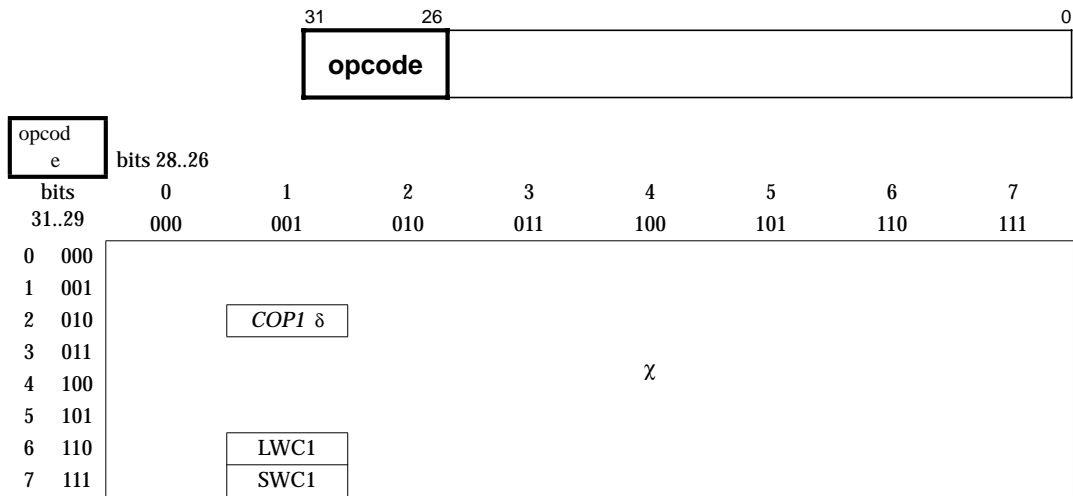 31 26 0
opcode
opcod
e bits 28..26
bits 0 1 2 3 4 5 6 7
31..29 000 001 010 011 100 101 110 111
0 000
1 001
2 010 COP1 δ
3 011
χ
4 100
5 101
6 110 LWC1
7 111 SWC1